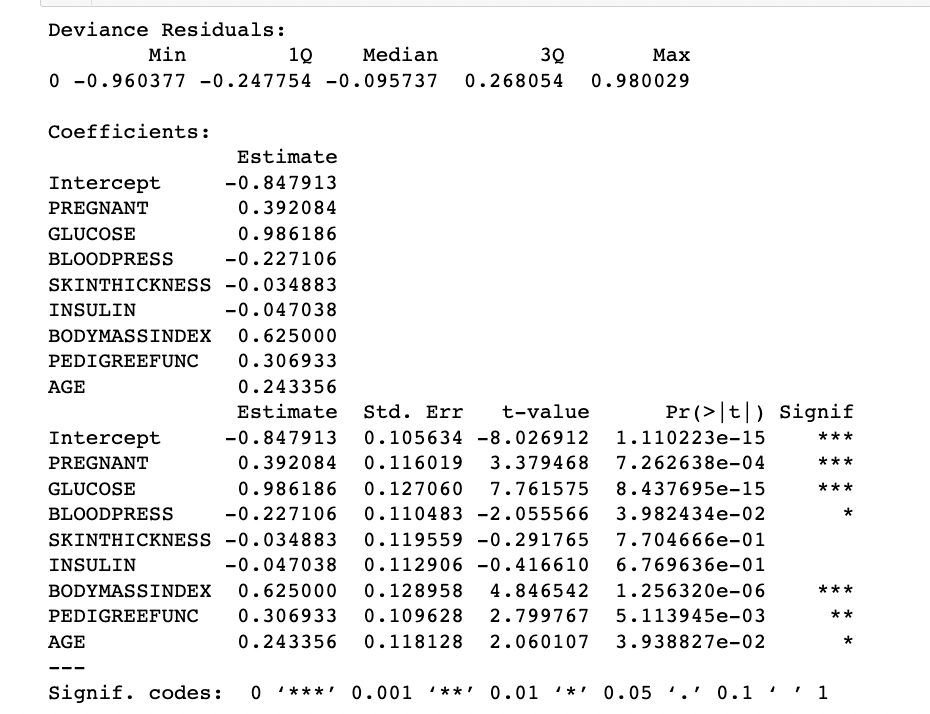 Deviance Residuals:
Min 1Q Median 3Q Max
0 -0.960377 -0.247754 -0.095737 0.268054 0.980029
Coefficients:
Estimate
Intercept -0.847913
PREGNANT 0.392084
GLUCOSE 0.986186
BLOODPRESS -0.227106
SKINTHICKNESS -0.034883
INSULIN -0.047038
BODYMASSINDEX 0.625000
PEDIGREEFUNC 0.306933
AGE 0.243356
Estimate Std. Err t-value Pr(>|t|) Signif
Intercept -0.847913 0.105634 -8.026912 1.110223e-15 ***
PREGNANT 0.392084 0.116019 3.379468 7.262638e-04 ***
GLUCOSE 0.986186 0.127060 7.761575 8.437695e-15 ***
BLOODPRESS -0.227106 0.110483 -2.055566 3.982434e-02 *
SKINTHICKNESS -0.034883 0.119559 -0.291765 7.704666e-01
INSULIN -0.047038 0.112906 -0.416610 6.769636e-01
BODYMASSINDEX 0.625000 0.128958 4.846542 1.256320e-06 ***
PEDIGREEFUNC 0.306933 0.109628 2.799767 5.113945e-03 **
AGE 0.243356 0.118128 2.060107 3.938827e-02 *
---
Signif. codes: 0 ‘***’ 0.001 ‘**’ 0.01 ‘*’ 0.05 ‘.’ 0.1 ‘ ’ 1